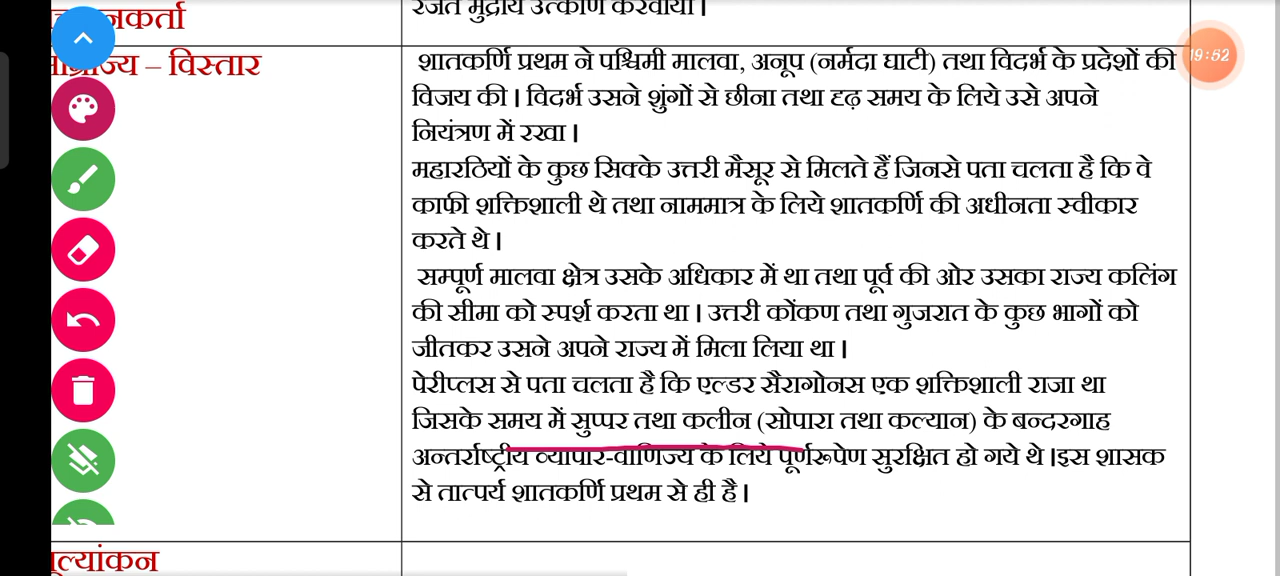 रजत मुद्रायें उत्कीर्ण करवायी।
साम्राज्य – विस्तार
शातकर्णि प्रथम ने पश्चिमी मालवा, अनूप (नर्मदा घाटी) तथा विदर्भ के प्रदेशों की
19:52
विजय की। विदर्भ उसने शुंगों से छीना तथा दृढ़ समय के लिये उसे अपने
नियंत्रण में रखा।
महारठियों के कुछ सिक्के उत्तरी मैसूर से मिलते हैं जिनसे पता चलता है कि वे
काफी शक्तिशाली थे तथा नाममात्र के लिये शातकर्णि की अधीनता स्वीकार
करते थे।
सम्पूर्ण मालवा क्षेत्र उसके अधिकार में था तथा पूर्व की ओर उसका राज्य कलिंग
की सीमा को स्पर्श करता था। उत्तरी कोंकण तथा गुजरात के कुछ भागों को
जीतकर उसने अपने राज्य में मिला लिया था।
पेरीप्लस से पता चलता है कि एल्डर सैरागोनस एक शक्तिशाली राजा था
जिसके समय में सुप्पर तथा कलीन (सोपारा तथा कल्यान) के बन्दरगाह
अन्तर्राष्ट्रीय व्यापार-वाणिज्य के लिये पूर्णरूपेण सुरक्षित हो गये थे।इस शासक
से तात्पर्य शातकर्णि प्रथम से ही है।